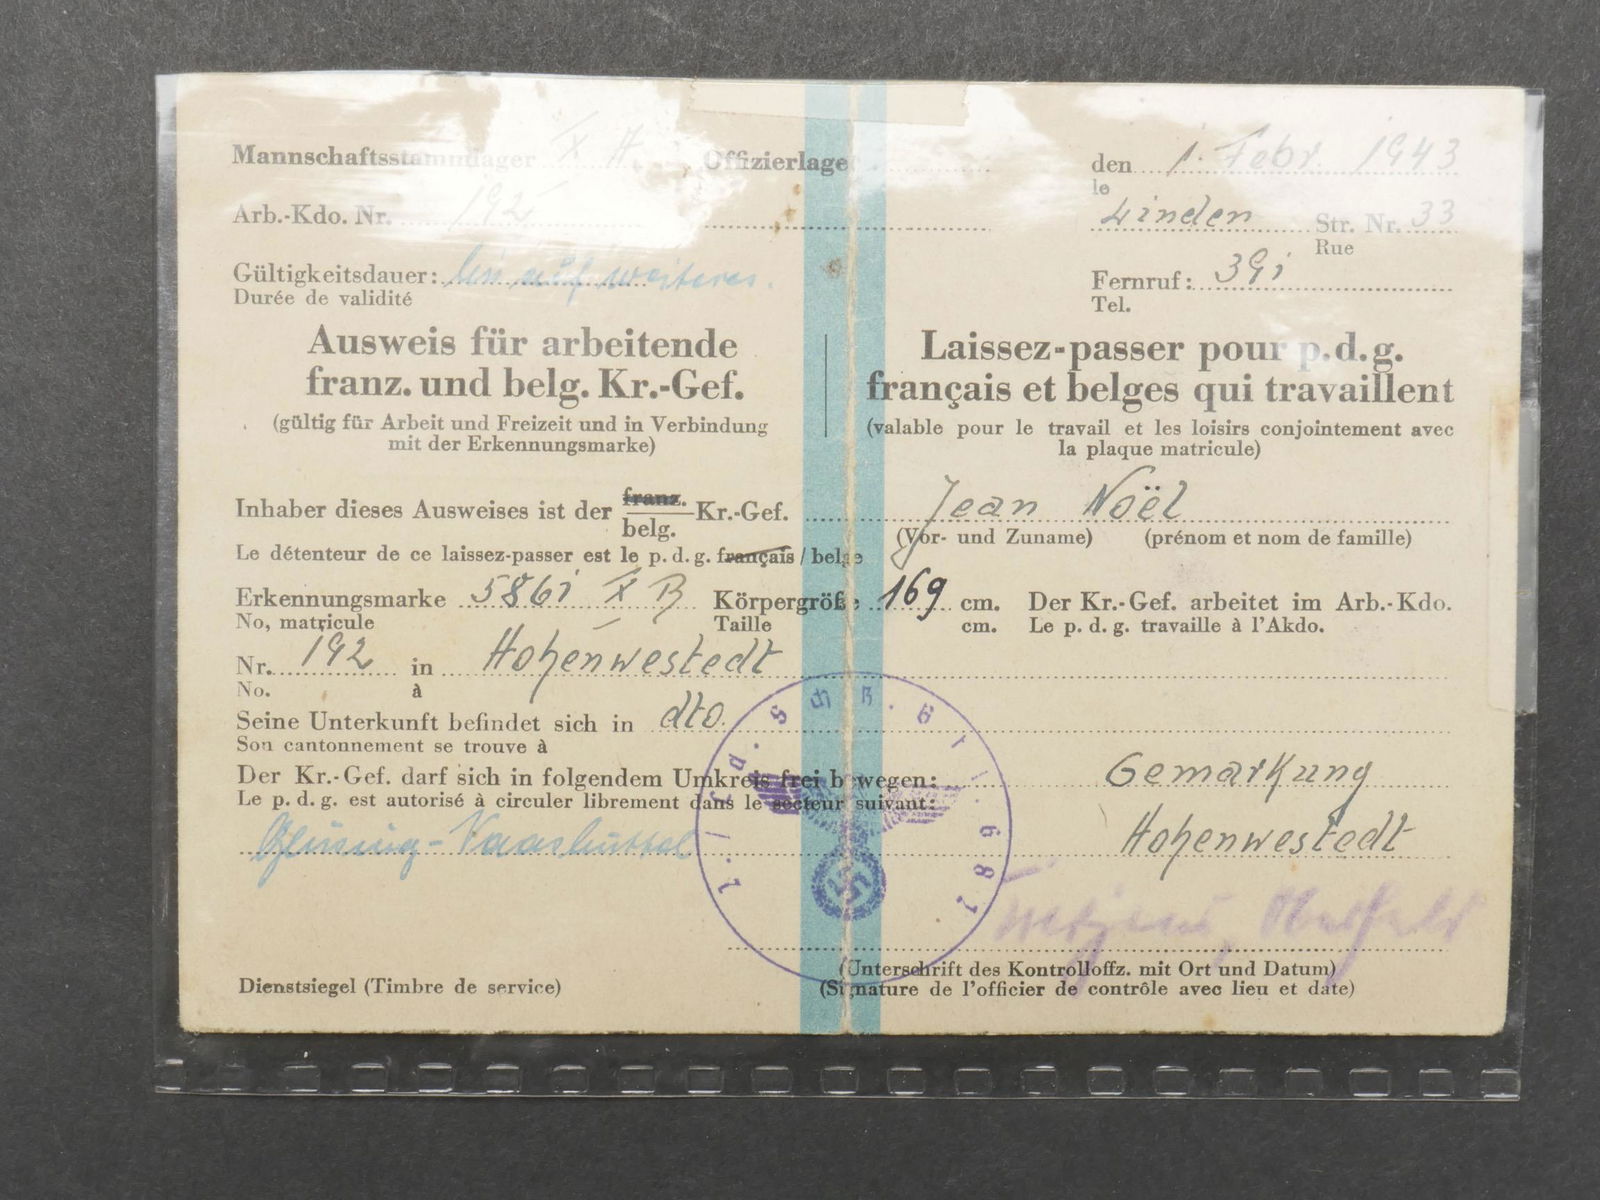 Mannschaftsstammlager X A Offizierlager
den 1. Febr. 1943
le
Arb.-Kdo. Nr. 192
Linden Str. Nr. 33
Rue
Gültigkeitsdauer: bis auf weiteres.
Durée de validité
Fernruf: 391
Tel.
Ausweis für arbeitende
franz. und belg. Kr.-Gef.
(gültig für Arbeit und Freizeit und in Verbindung
mit der Erkennungsmarke)
Laissez-passer pour p.d.g.
français et belges qui travaillent
(valable pour le travail et les loisirs conjointement avec
la plaque matricule)
Inhaber dieses Ausweises ist der franz. belg. Kr.-Gef. Jean Noël
(Vor- und Zuname) (prénom et nom de famille)
Le détenteur de ce laissez-passer est le p. d. g. français / belge
Erkennungsmarke 5861 X B Körpergröße 169 cm. Der Kr.-Gef. arbeitet im Arb.-Kdo.
No, matricule Taille cm. Le p. d. g. travaille à l'Akdo.
Nr. 192 in Hohenwestedt
No. à
Seine Unterkunft befindet sich in dto.
Son cantonnement se trouve à
Der Kr.-Gef. darf sich in folgendem Umkreis frei bewegen: Gemarkung
Le p. d. g. est autorisé à circuler librement dans le secteur suivant:
Glüsing-Vaasbüttel Hohenwestedt
2./Ld. Schß. Btl. 681
Dienstsiegel (Timbre de service)
(Unterschrift des Kontrolloffz. mit Ort und Datum)
(Signature de l'officier de contrôle avec lieu et date)